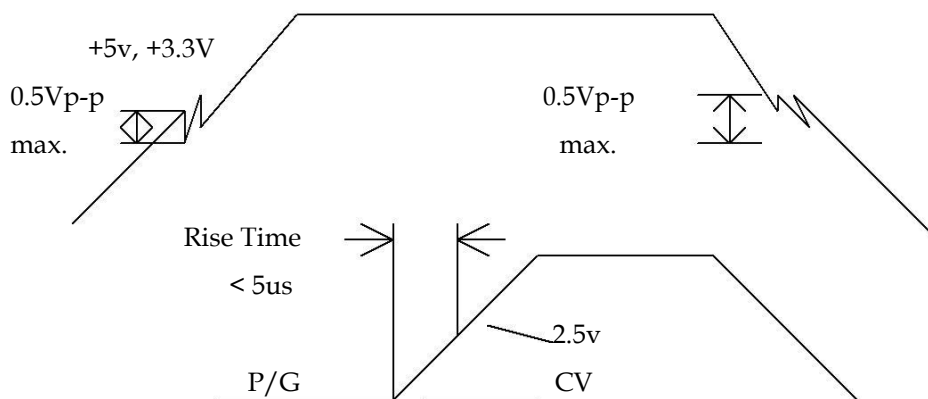 +5v, +3.3V
0.5Vp-p
max.
0.5Vp-p
max.
Rise Time
< 5us
2.5v
P/G
CV